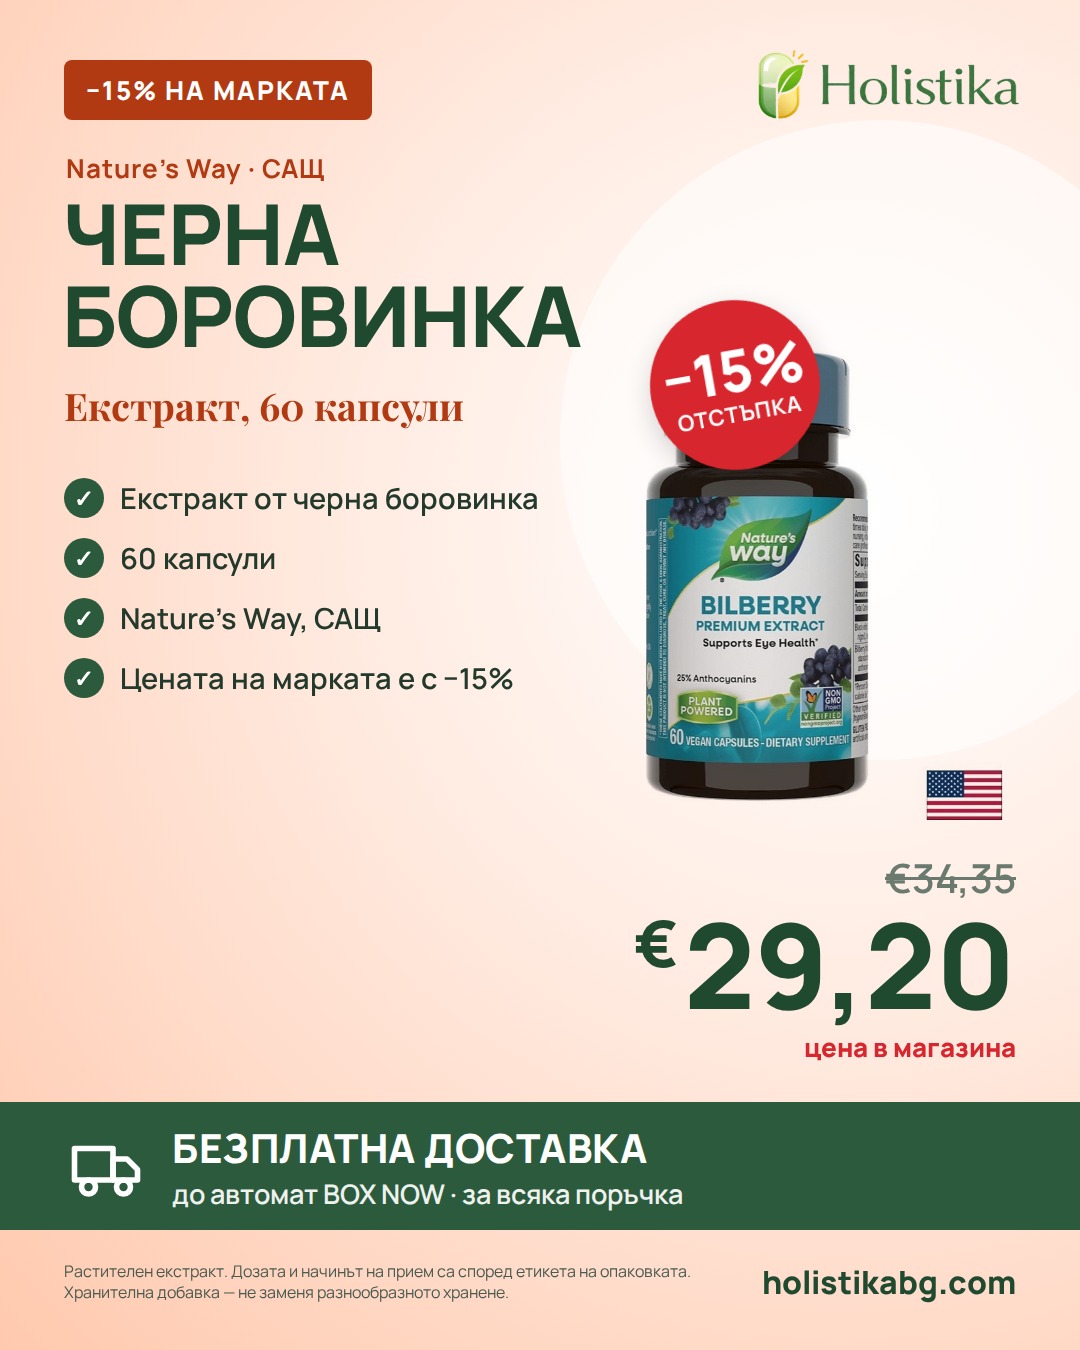 −15% НА МАРКАТА
Holistika
Nature's Way · САЩ
ЧЕРНА
БОРОВИНКА
Екстракт, 60 капсули
✓ Екстракт от черна боровинка
✓ 60 капсули
✓ Nature's Way, САЩ
✓ Цената на марката е с −15%
−15%
ОТСТЪПКА
Nature's
way
BILBERRY
PREMIUM EXTRACT
Supports Eye Health*
25% Anthocyanins
PLANT
POWERED
NON
GMO
Project
VERIFIED
nongmoproject.org
60 VEGAN CAPSULES - DIETARY SUPPLEMENT
€34,35
€29,20
цена в магазина
БЕЗПЛАТНА ДОСТАВКА
до автомат BOX NOW · за всяка поръчка
Растителен екстракт. Дозата и начинът на прием са според етикета на опаковката.
Хранителна добавка — не заменя разнообразното хранене.
holistikabg.com